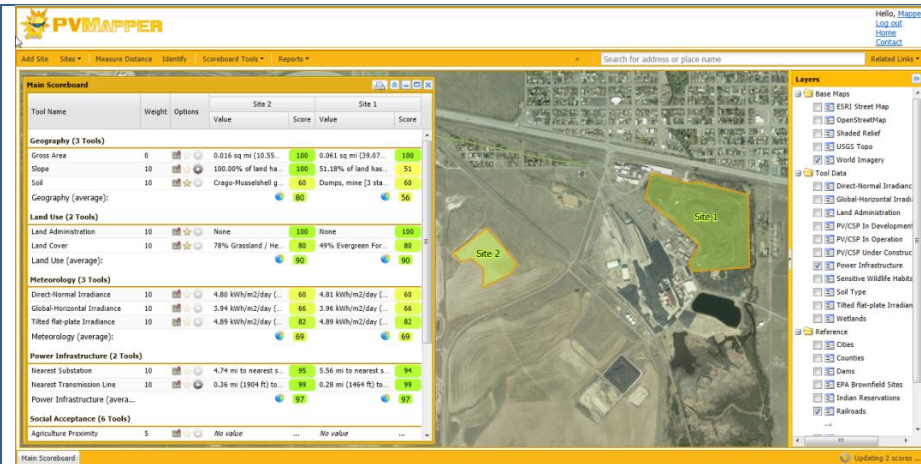 PVMAPPER
Hello, Mappe
Log out
Home
Contact
Add Site Sites Measure Distance Identify Scoreboard Tools Reports « Search for address or place name Related Links
Main Scoreboard
Tool Name Weight Options Site 2 Site 1
Value Score Value Score
Geography (3 Tools)
Gross Area 0 0.016 sq mi (10.55... 100 0.061 sq mi (39.07... 100
Slope 10 100.00% of land ha... 100 51.18% of land has... 51
Soil 10 Crago-Musselshell g... 60 Dumps, mine [3 sta... 60
Geography (average): 80 56
Land Use (2 Tools)
Land Administration 10 None 100 None 100
Land Cover 10 78% Grassland / He... 80 49% Evergreen For... 80
Land Use (average): 90 90
Meteorology (3 Tools)
Direct-Normal Irradiance 10 4.80 kWh/m2/day (... 60 4.81 kWh/m2/day (... 60
Global-Horizontal Irradiance 10 3.94 kWh/m2/day (... 66 3.96 kWh/m2/day (... 66
Tilted flat-plate Irradiance 10 4.89 kWh/m2/day (... 82 4.89 kWh/m2/day (... 82
Meteorology (average): 69 69
Power Infrastructure (2 Tools)
Nearest Substation 10 4.74 mi to nearest s... 95 5.56 mi to nearest s... 94
Nearest Transmission Line 10 0.36 mi (1904 ft) to... 99 0.28 mi (1464 ft) to... 99
Power Infrastructure (avera... 97 97
Social Acceptance (6 Tools)
Agriculture Proximity 5 No value ... No value ...
Site 2
Site 1
Layers »
Base Maps
ESRI Street Map
OpenStreetMap
Shaded Relief
USGS Topo
World Imagery
Tool Data
Direct-Normal Irradianc
Global-Horizontal Irradi
Land Administration
PV/CSP In Development
PV/CSP In Operation
PV/CSP Under Construc
Power Infrastructure
Sensitive Wildlife Habita
Soil Type
Tilted flat-plate Irradian
Wetlands
Reference
Cities
Counties
Dams
EPA Brownfield Sites
Indian Reservations
Railroads
Main Scoreboard Updating 2 scores ...